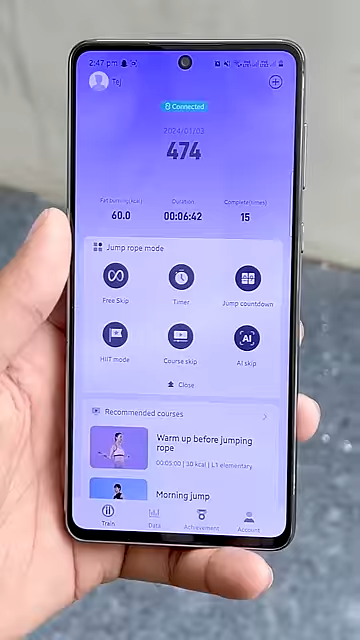 2:47 pm
Tej
Connected
2024/01/03
474
Fat burning(kcal) Duration Complete(times)
60.0 00:06:42 15
Jump rope mode
Free Skip Timer Jump countdown
HIIT mode Course skip AI skip
Close
Recommended courses
Warm up before jumping
rope
00:05:00 | 30 kcal | L1 elementary
Morning jump
Train Data Achievement Account